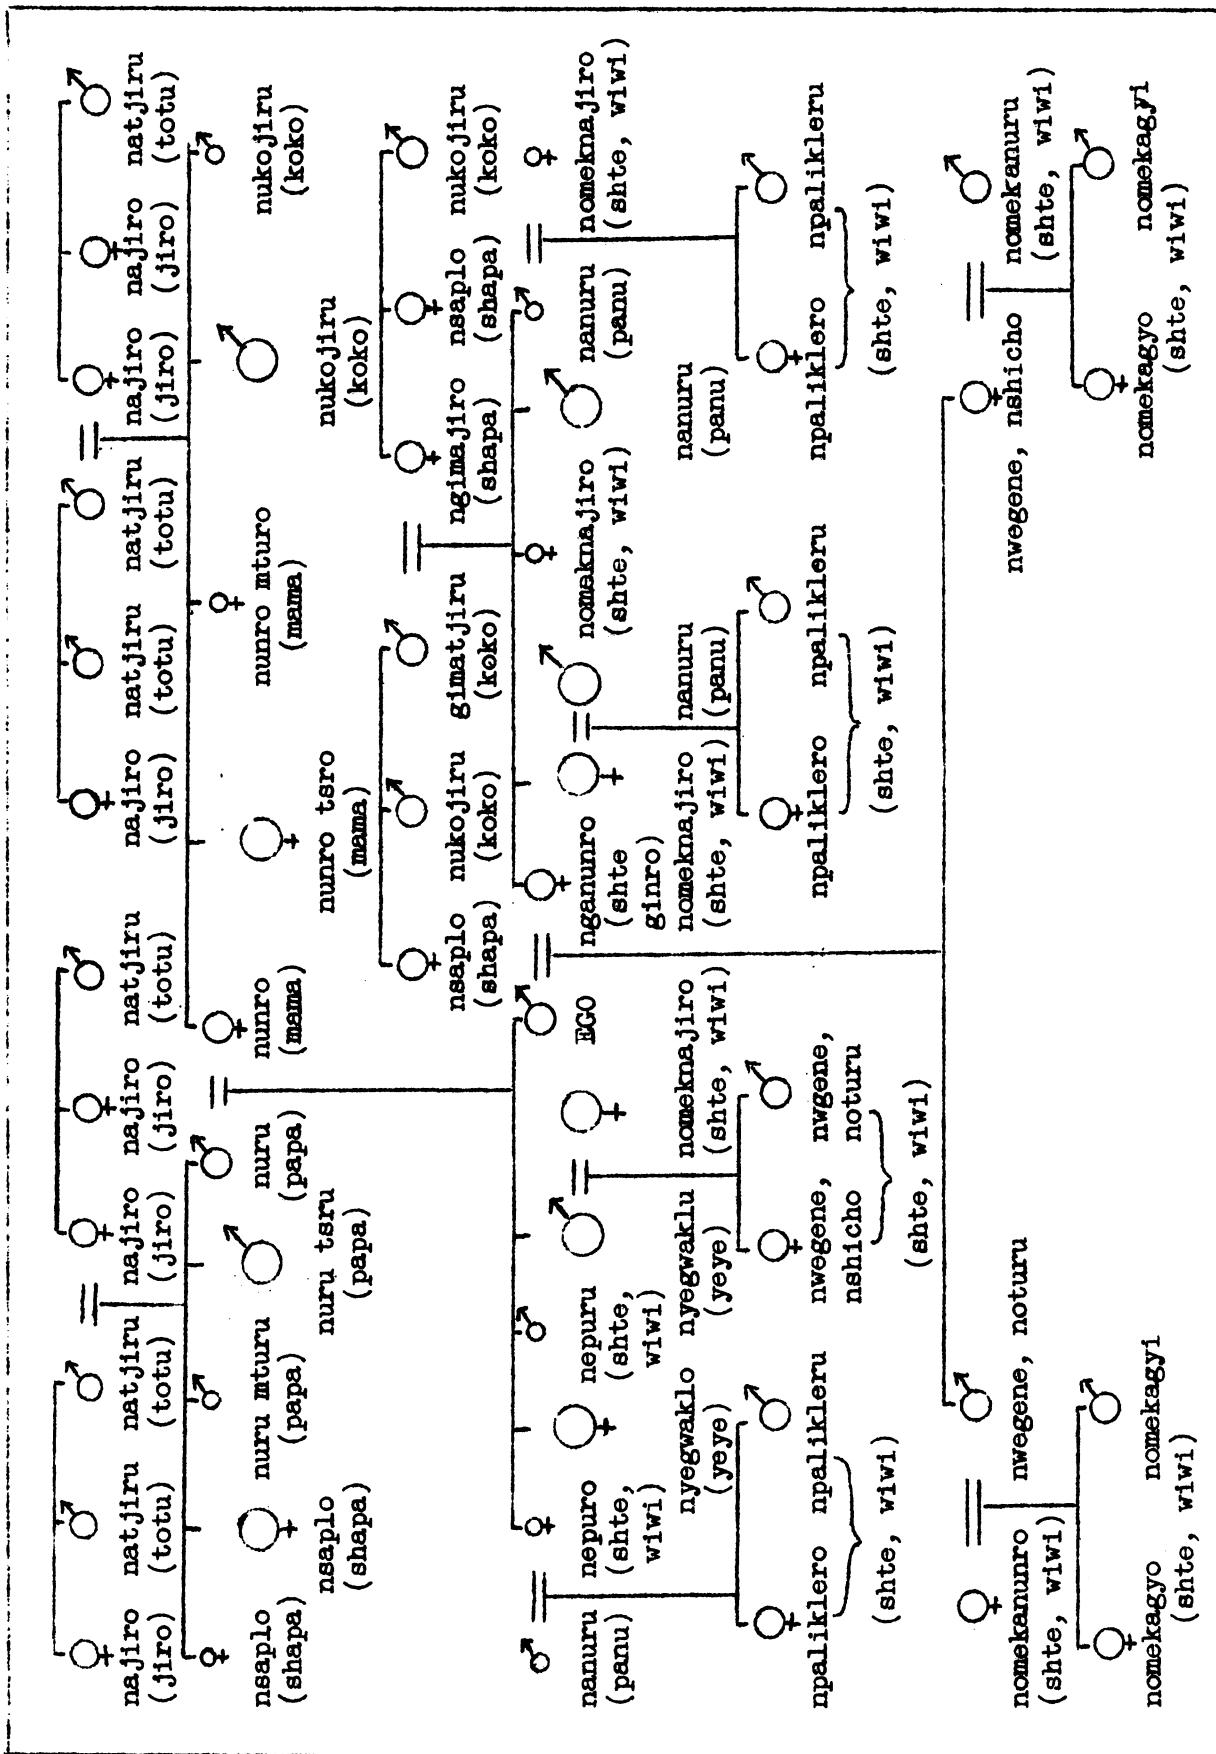 najiro natjiru natjiru najiro najiro natjiru najiro natjiru natjiru najiro najiro natjiru
(jiro) (totu) (totu) (jiro) (jiro) (totu) (jiro) (totu) (totu) (jiro) (jiro) (totu)
nsaplo nuru mturu nuru nunro nunro mturo nukojiru
(shapa) (papa) (papa) (mama) (mama) (koko)
nsaplo nuru tsru nunro tsro nukojiru
(shapa) (papa) (mama) (koko)
nsaplo nukojiru gimatjiru ngimajiro nsaplo nukojiru
(shapa) (koko) (koko) (shapa) (shapa) (koko)
nanuru nepuro nepuru EGO nganunro nomeknajiro nanuru nomeknajiro
(panu) (shte, wiwi) (shte, wiwi) (shte ginro) (shte, wiwi) (panu) (shte, wiwi)
nyegwaklo nyegwaklu nomeknajiro nomeknajiro nanuru nanuru
(yeye) (yeye) (shte, wiwi) (shte, wiwi) (panu) (panu)
npaliklero npalikleru nwegene, nwgene, npaliklero npalikleru npaliklero npalikleru
nshicho noturu
(shte, wiwi) (shte, wiwi) (shte, wiwi) (shte, wiwi)
nomekanunro nwegene, noturu nwegene, nshicho nomekanuru
(shte, wiwi) (shte, wiwi)
nomekagyo nomekagyi nomekagyo nomekagyi
(shte, wiwi) (shte, wiwi)